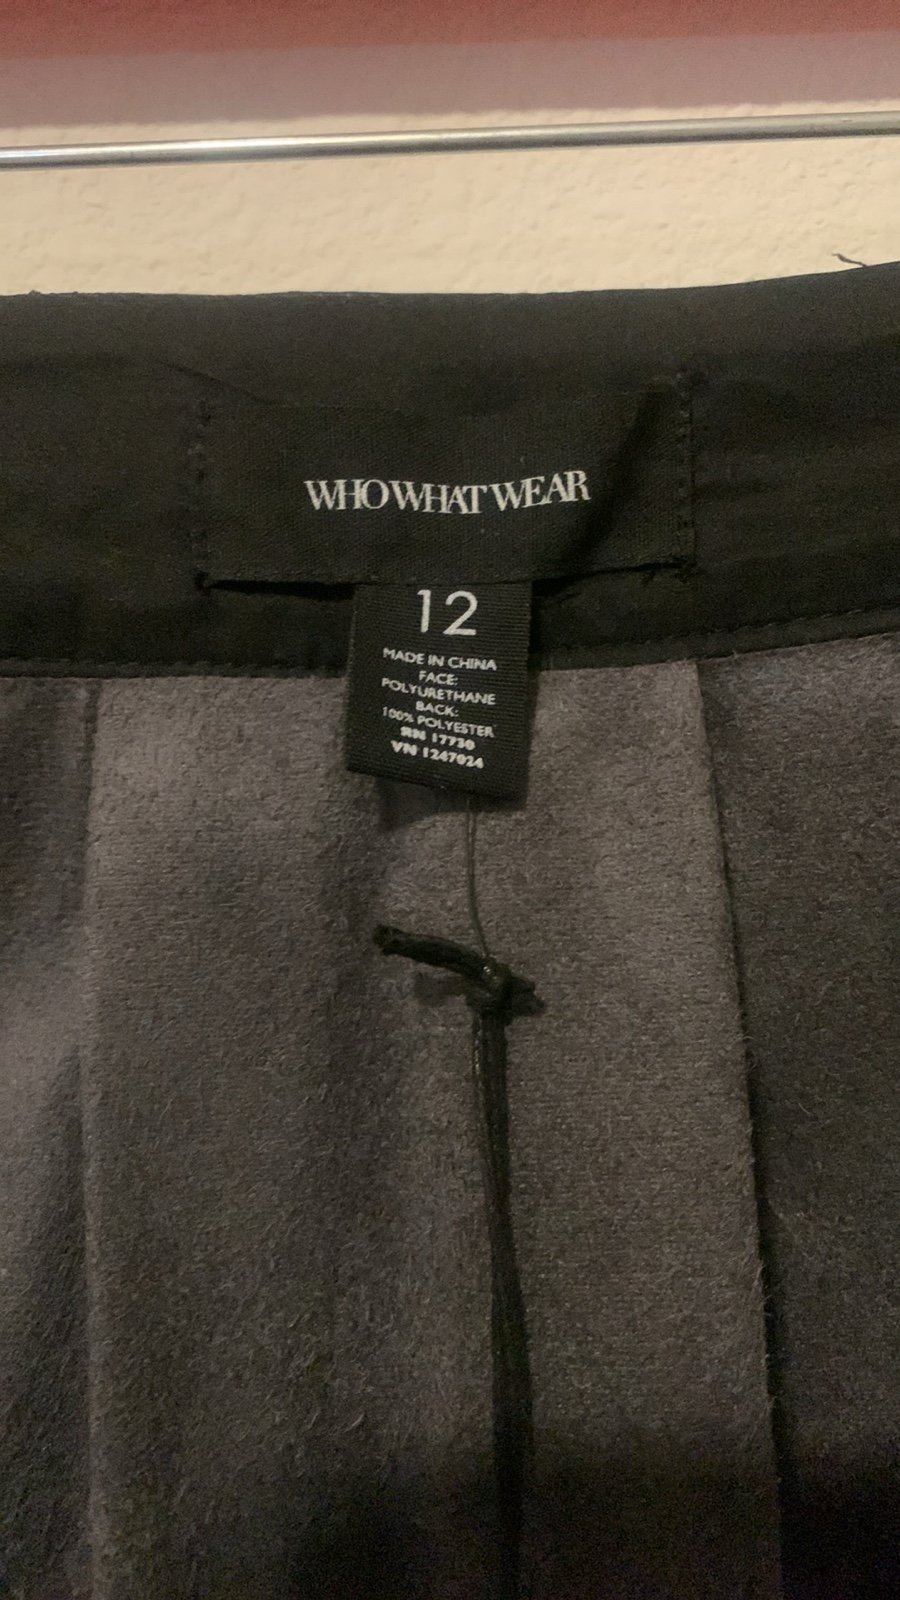 WHO WHAT WEAR
12
MADE IN CHINA
FACE:
POLYURETHANE
BACK:
100% POLYESTER
RN 17730
VN 1247024